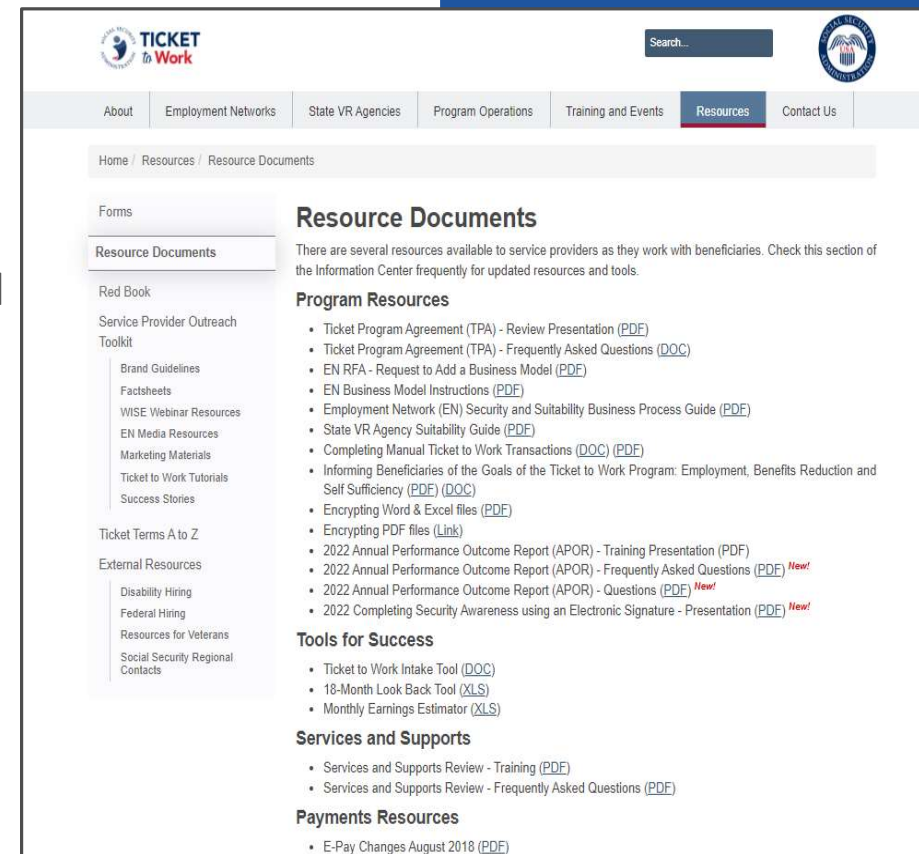 TICKET
to Work
SOCIAL SECURITY
ADMINISTRATION
Search...
SOCIAL SECURITY
USA
ADMINISTRATION
About Employment Networks State VR Agencies Program Operations Training and Events Resources Contact Us
Home / Resources / Resource Documents
Forms
Resource Documents
Red Book
Service Provider Outreach
Toolkit
Brand Guidelines
Factsheets
WISE Webinar Resources
EN Media Resources
Marketing Materials
Ticket to Work Tutorials
Success Stories
Ticket Terms A to Z
External Resources
Disability Hiring
Federal Hiring
Resources for Veterans
Social Security Regional
Contacts
Resource Documents
There are several resources available to service providers as they work with beneficiaries. Check this section of
the Information Center frequently for updated resources and tools.
Program Resources
• Ticket Program Agreement (TPA) - Review Presentation (PDF)
• Ticket Program Agreement (TPA) - Frequently Asked Questions (DOC)
• EN RFA - Request to Add a Business Model (PDF)
• EN Business Model Instructions (PDF)
• Employment Network (EN) Security and Suitability Business Process Guide (PDF)
• State VR Agency Suitability Guide (PDF)
• Completing Manual Ticket to Work Transactions (DOC) (PDF)
• Informing Beneficiaries of the Goals of the Ticket to Work Program: Employment, Benefits Reduction and
Self Sufficiency (PDF) (DOC)
• Encrypting Word & Excel files (PDF)
• Encrypting PDF files (Link)
• 2022 Annual Performance Outcome Report (APOR) - Training Presentation (PDF)
• 2022 Annual Performance Outcome Report (APOR) - Frequently Asked Questions (PDF) New!
• 2022 Annual Performance Outcome Report (APOR) - Questions (PDF) New!
• 2022 Completing Security Awareness using an Electronic Signature - Presentation (PDF) New!
Tools for Success
• Ticket to Work Intake Tool (DOC)
• 18-Month Look Back Tool (XLS)
• Monthly Earnings Estimator (XLS)
Services and Supports
• Services and Supports Review - Training (PDF)
• Services and Supports Review - Frequently Asked Questions (PDF)
Payments Resources
• E-Pay Changes August 2018 (PDF)